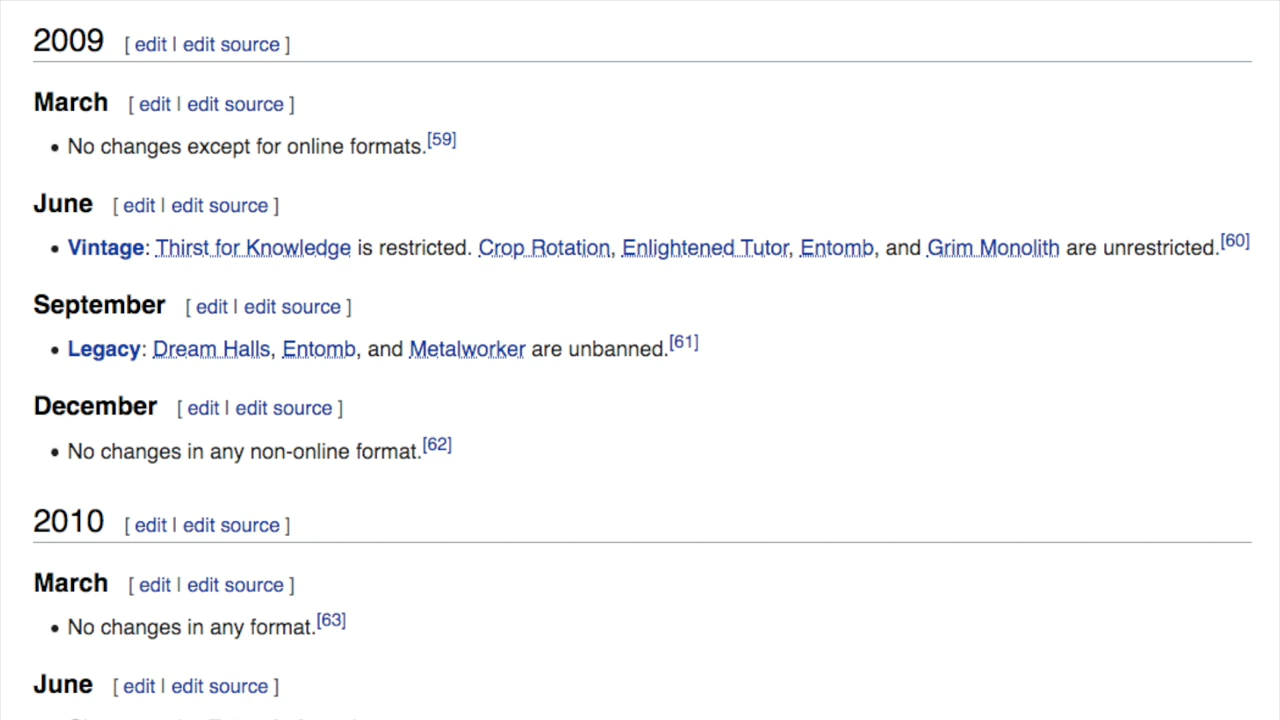 2009 [ edit | edit source ]
March [ edit | edit source ]
• No changes except for online formats.[59]
June [ edit | edit source ]
• Vintage: Thirst for Knowledge is restricted. Crop Rotation, Enlightened Tutor, Entomb, and Grim Monolith are unrestricted.[60]
September [ edit | edit source ]
• Legacy: Dream Halls, Entomb, and Metalworker are unbanned.[61]
December [ edit | edit source ]
• No changes in any non-online format.[62]
2010 [ edit | edit source ]
March [ edit | edit source ]
• No changes in any format.[63]
June [ edit | edit source ]